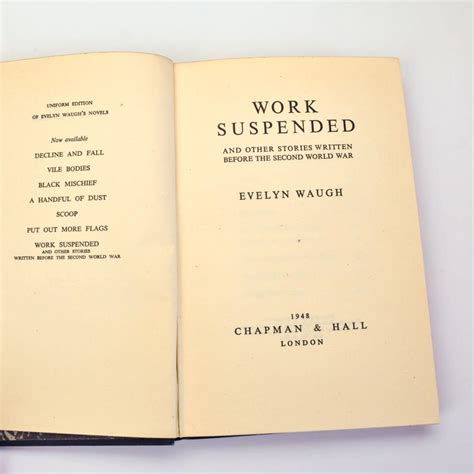 UNIFORM EDITION
OF EVELYN WAUGH'S NOVELS
Now available
DECLINE AND FALL
VILE BODIES
BLACK MISCHIEF
A HANDFUL OF DUST
SCOOP
PUT OUT MORE FLAGS
WORK SUSPENDED
AND OTHER STORIES
WRITTEN BEFORE THE SECOND WORLD WAR
WORK
SUSPENDED
AND OTHER STORIES WRITTEN
BEFORE THE SECOND WORLD WAR
EVELYN WAUGH
1948
CHAPMAN & HALL
LONDON